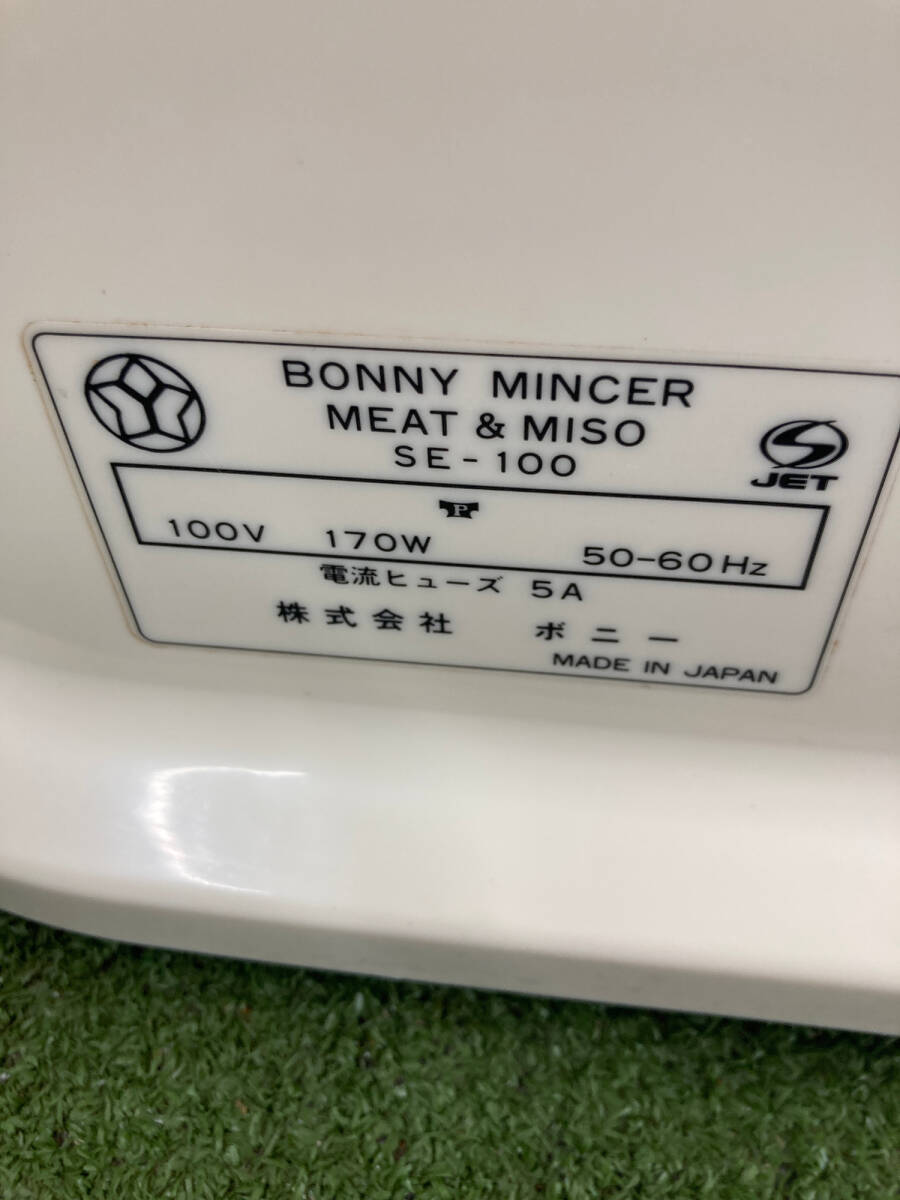 BONNY MINCER
MEAT & MISO
SE-100
JET
P
100V 170W 50-60Hz
電流ヒューズ 5A
株式会社 ボニー
MADE IN JAPAN